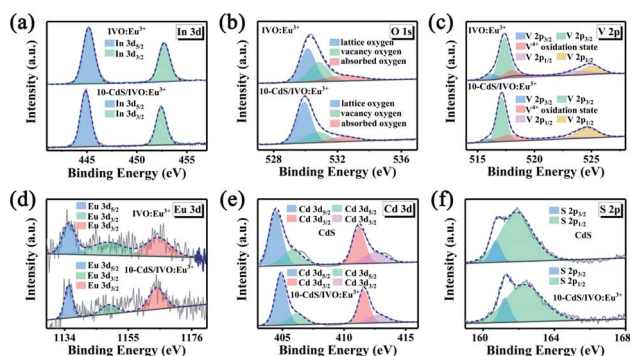 (a)
IVO:Eu³⁺
In 3d
In 3d5/2
In 3d3/2
10-CdS/IVO:Eu³⁺
In 3d5/2
In 3d3/2
445 450 455
Binding Energy (eV)
Intensity (a.u.)
(b)
IVO:Eu³⁺
O 1s
lattice oxygen
vacancy oxygen
absorbed oxygen
10-CdS/IVO:Eu³⁺
lattice oxygen
vacancy oxygen
absorbed oxygen
528 532 536
Binding Energy (eV)
Intensity (a.u.)
(c)
IVO:Eu³⁺
V 2p
V 2p3/2 V 2p3/2
V⁴⁺ oxidation state
V 2p1/2 V 2p1/2
10-CdS/IVO:Eu³⁺
V 2p3/2 V 2p3/2
V⁴⁺ oxidation state
V 2p1/2 V 2p1/2
515 520 525
Binding Energy (eV)
Intensity (a.u.)
(d)
Eu 3d
Eu 3d5/2
Eu 3d3/2
Eu 3d3/2
IVO:Eu³⁺
Eu 3d5/2
Eu 3d3/2
Eu 3d3/2
10-CdS/IVO:Eu³⁺
1134 1155 1176
Binding Energy (eV)
Intensity (a.u.)
(e)
Cd 3d
Cd 3d5/2 Cd 3d5/2
Cd 3d3/2 Cd 3d3/2
CdS
Cd 3d5/2 Cd 3d5/2
Cd 3d3/2 Cd 3d3/2
10-CdS/IVO:Eu³⁺
405 410 415
Binding Energy (eV)
Intensity (a.u.)
(f)
S 2p
S 2p3/2
S 2p1/2
CdS
S 2p3/2
S 2p1/2
10-CdS/IVO:Eu³⁺
160 164 168
Binding Energy (eV)
Intensity (a.u.)